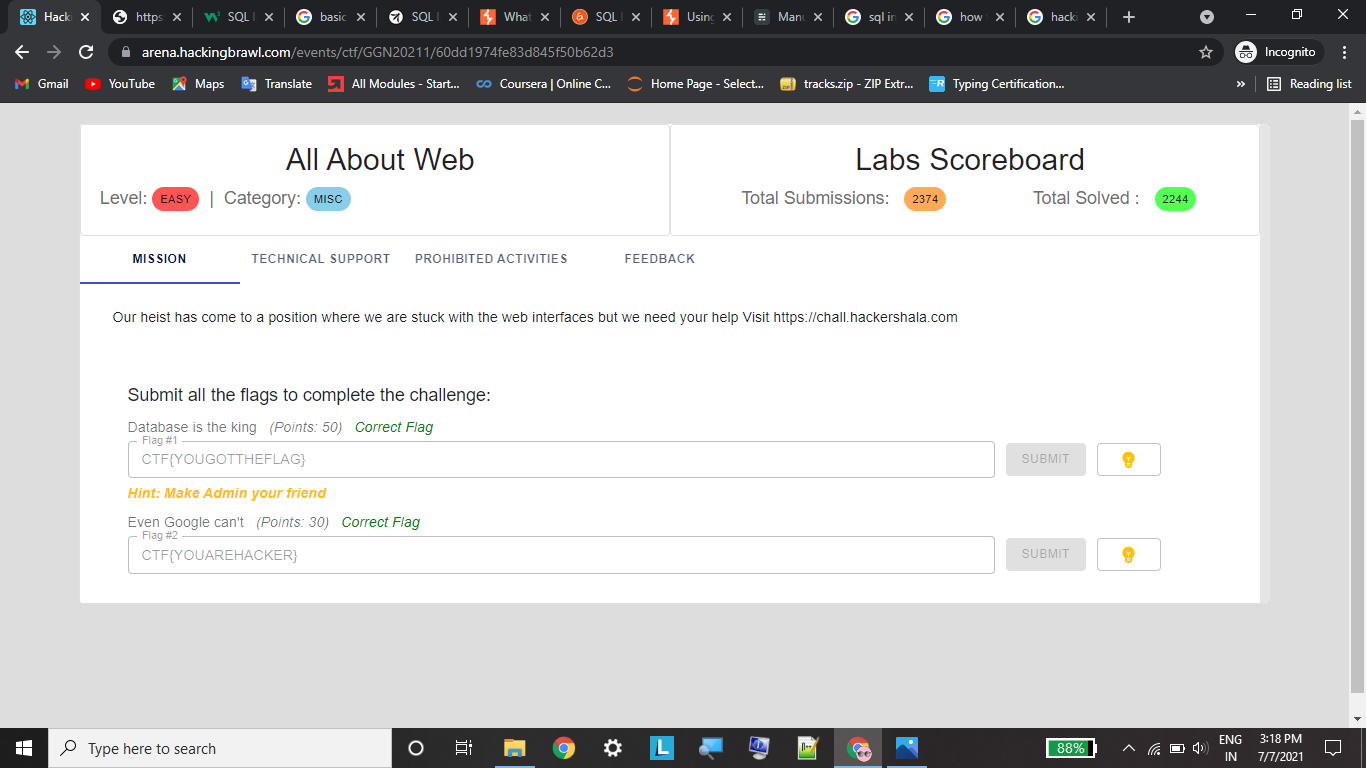 Hack
https
SQL
basic
SQL
What
SQL
Using
Manu
sql in
how
hack
arena.hackingbrawl.com/events/ctf/GGN20211/60dd1974fe83d845f50b62d3
Incognito
Gmail
YouTube
Maps
Translate
All Modules - Start...
Coursera | Online C...
Home Page - Select...
tracks.zip - ZIP Extr...
Typing Certification...
»
Reading list
All About Web
Level: EASY | Category: MISC
Labs Scoreboard
Total Submissions: 2374 Total Solved : 2244
MISSION
TECHNICAL SUPPORT
PROHIBITED ACTIVITIES
FEEDBACK
Our heist has come to a position where we are stuck with the web interfaces but we need your help Visit https://chall.hackershala.com
Submit all the flags to complete the challenge:
Database is the king (Points: 50) Correct Flag
Flag #1
CTF{YOUGOTTHEFLAG}
SUBMIT
Hint: Make Admin your friend
Even Google can't (Points: 30) Correct Flag
Flag #2
CTF{YOUAREHACKER}
SUBMIT
Type here to search
L
88%
ENG
IN
3:18 PM
7/7/2021